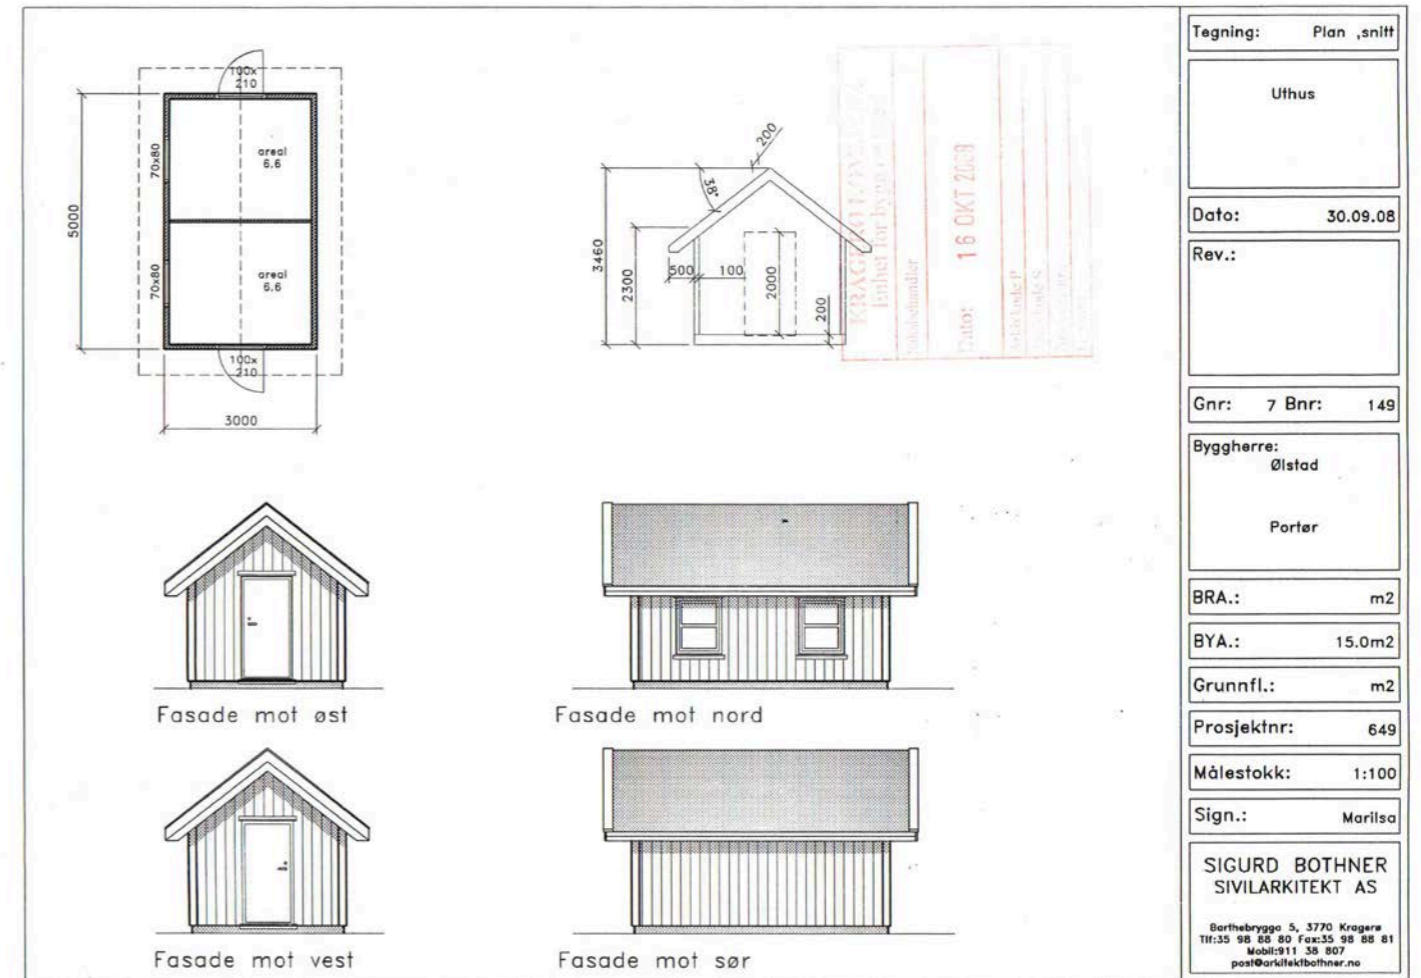 100x
210
5000
70x80
areal
6.6
70x80
areal
6.6
100x
210
3000
200
38°
3460
2300
500
100
2000
200
Enhet for bygg
Saksbehandler
Dato: 16 OKT 2008
Fasade mot øst
Fasade mot nord
Fasade mot vest
Fasade mot sør
Tegning: Plan ,snitt
Uthus
Dato: 30.09.08
Rev.:
Gnr: 7 Bnr: 149
Byggherre:
Ølstad
Portør
BRA.: m2
BYA.: 15.0m2
Grunnfl.: m2
Prosjektnr: 649
Målestokk: 1:100
Sign.: Marilsa
SIGURD BOTHNER
SIVILARKITEKT AS
Barthebrygga 5, 3770 Kragerø
Tlf:35 98 88 80 Fax:35 98 88 81
Mobil:911 38 807
post@arkitektbothner.no